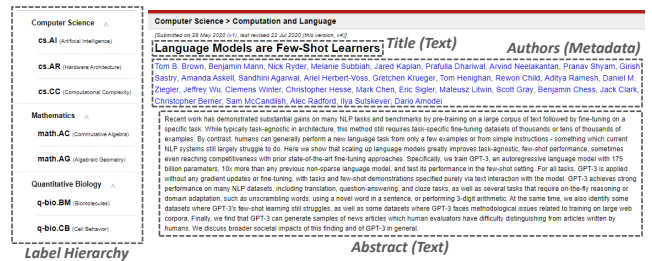 Computer Science
cs.AI (Artificial Intelligence)
cs.AR (Hardware Architecture)
cs.CC (Computational Complexity)
Mathematics
math.AC (Commutative Algebra)
math.AG (Algebraic Geometry)
Quantitative Biology
q-bio.BM (Biomolecules)
q-bio.CB (Cell Behavior)
Label Hierarchy
Computer Science > Computation and Language
[Submitted on 28 May 2020 (v1), last revised 22 Jul 2020 (this version, v4)]
Language Models are Few-Shot Learners
Title (Text)
Authors (Metadata)
Tom B. Brown, Benjamin Mann, Nick Ryder, Melanie Subbiah, Jared Kaplan, Prafulla Dhariwal, Arvind Neelakantan, Pranav Shyam, Girish
Sastry, Amanda Askell, Sandhini Agarwal, Ariel Herbert-Voss, Gretchen Krueger, Tom Henighan, Rewon Child, Aditya Ramesh, Daniel M.
Ziegler, Jeffrey Wu, Clemens Winter, Christopher Hesse, Mark Chen, Eric Sigler, Mateusz Litwin, Scott Gray, Benjamin Chess, Jack Clark,
Christopher Berner, Sam McCandlish, Alec Radford, Ilya Sutskever, Dario Amodei
Recent work has demonstrated substantial gains on many NLP tasks and benchmarks by pre-training on a large corpus of text followed by fine-tuning on a
specific task. While typically task-agnostic in architecture, this method still requires task-specific fine-tuning datasets of thousands or tens of thousands of
examples. By contrast, humans can generally perform a new language task from only a few examples or from simple instructions - something which current
NLP systems still largely struggle to do. Here we show that scaling up language models greatly improves task-agnostic, few-shot performance, sometimes
even reaching competitiveness with prior state-of-the-art fine-tuning approaches. Specifically, we train GPT-3, an autoregressive language model with 175
billion parameters, 10x more than any previous non-sparse language model, and test its performance in the few-shot setting. For all tasks, GPT-3 is applied
without any gradient updates or fine-tuning, with tasks and few-shot demonstrations specified purely via text interaction with the model. GPT-3 achieves strong
performance on many NLP datasets, including translation, question-answering, and cloze tasks, as well as several tasks that require on-the-fly reasoning or
domain adaptation, such as unscrambling words, using a novel word in a sentence, or performing 3-digit arithmetic. At the same time, we also identify some
datasets where GPT-3's few-shot learning still struggles, as well as some datasets where GPT-3 faces methodological issues related to training on large web
corpora. Finally, we find that GPT-3 can generate samples of news articles which human evaluators have difficulty distinguishing from articles written by
humans. We discuss broader societal impacts of this finding and of GPT-3 in general.
Abstract (Text)